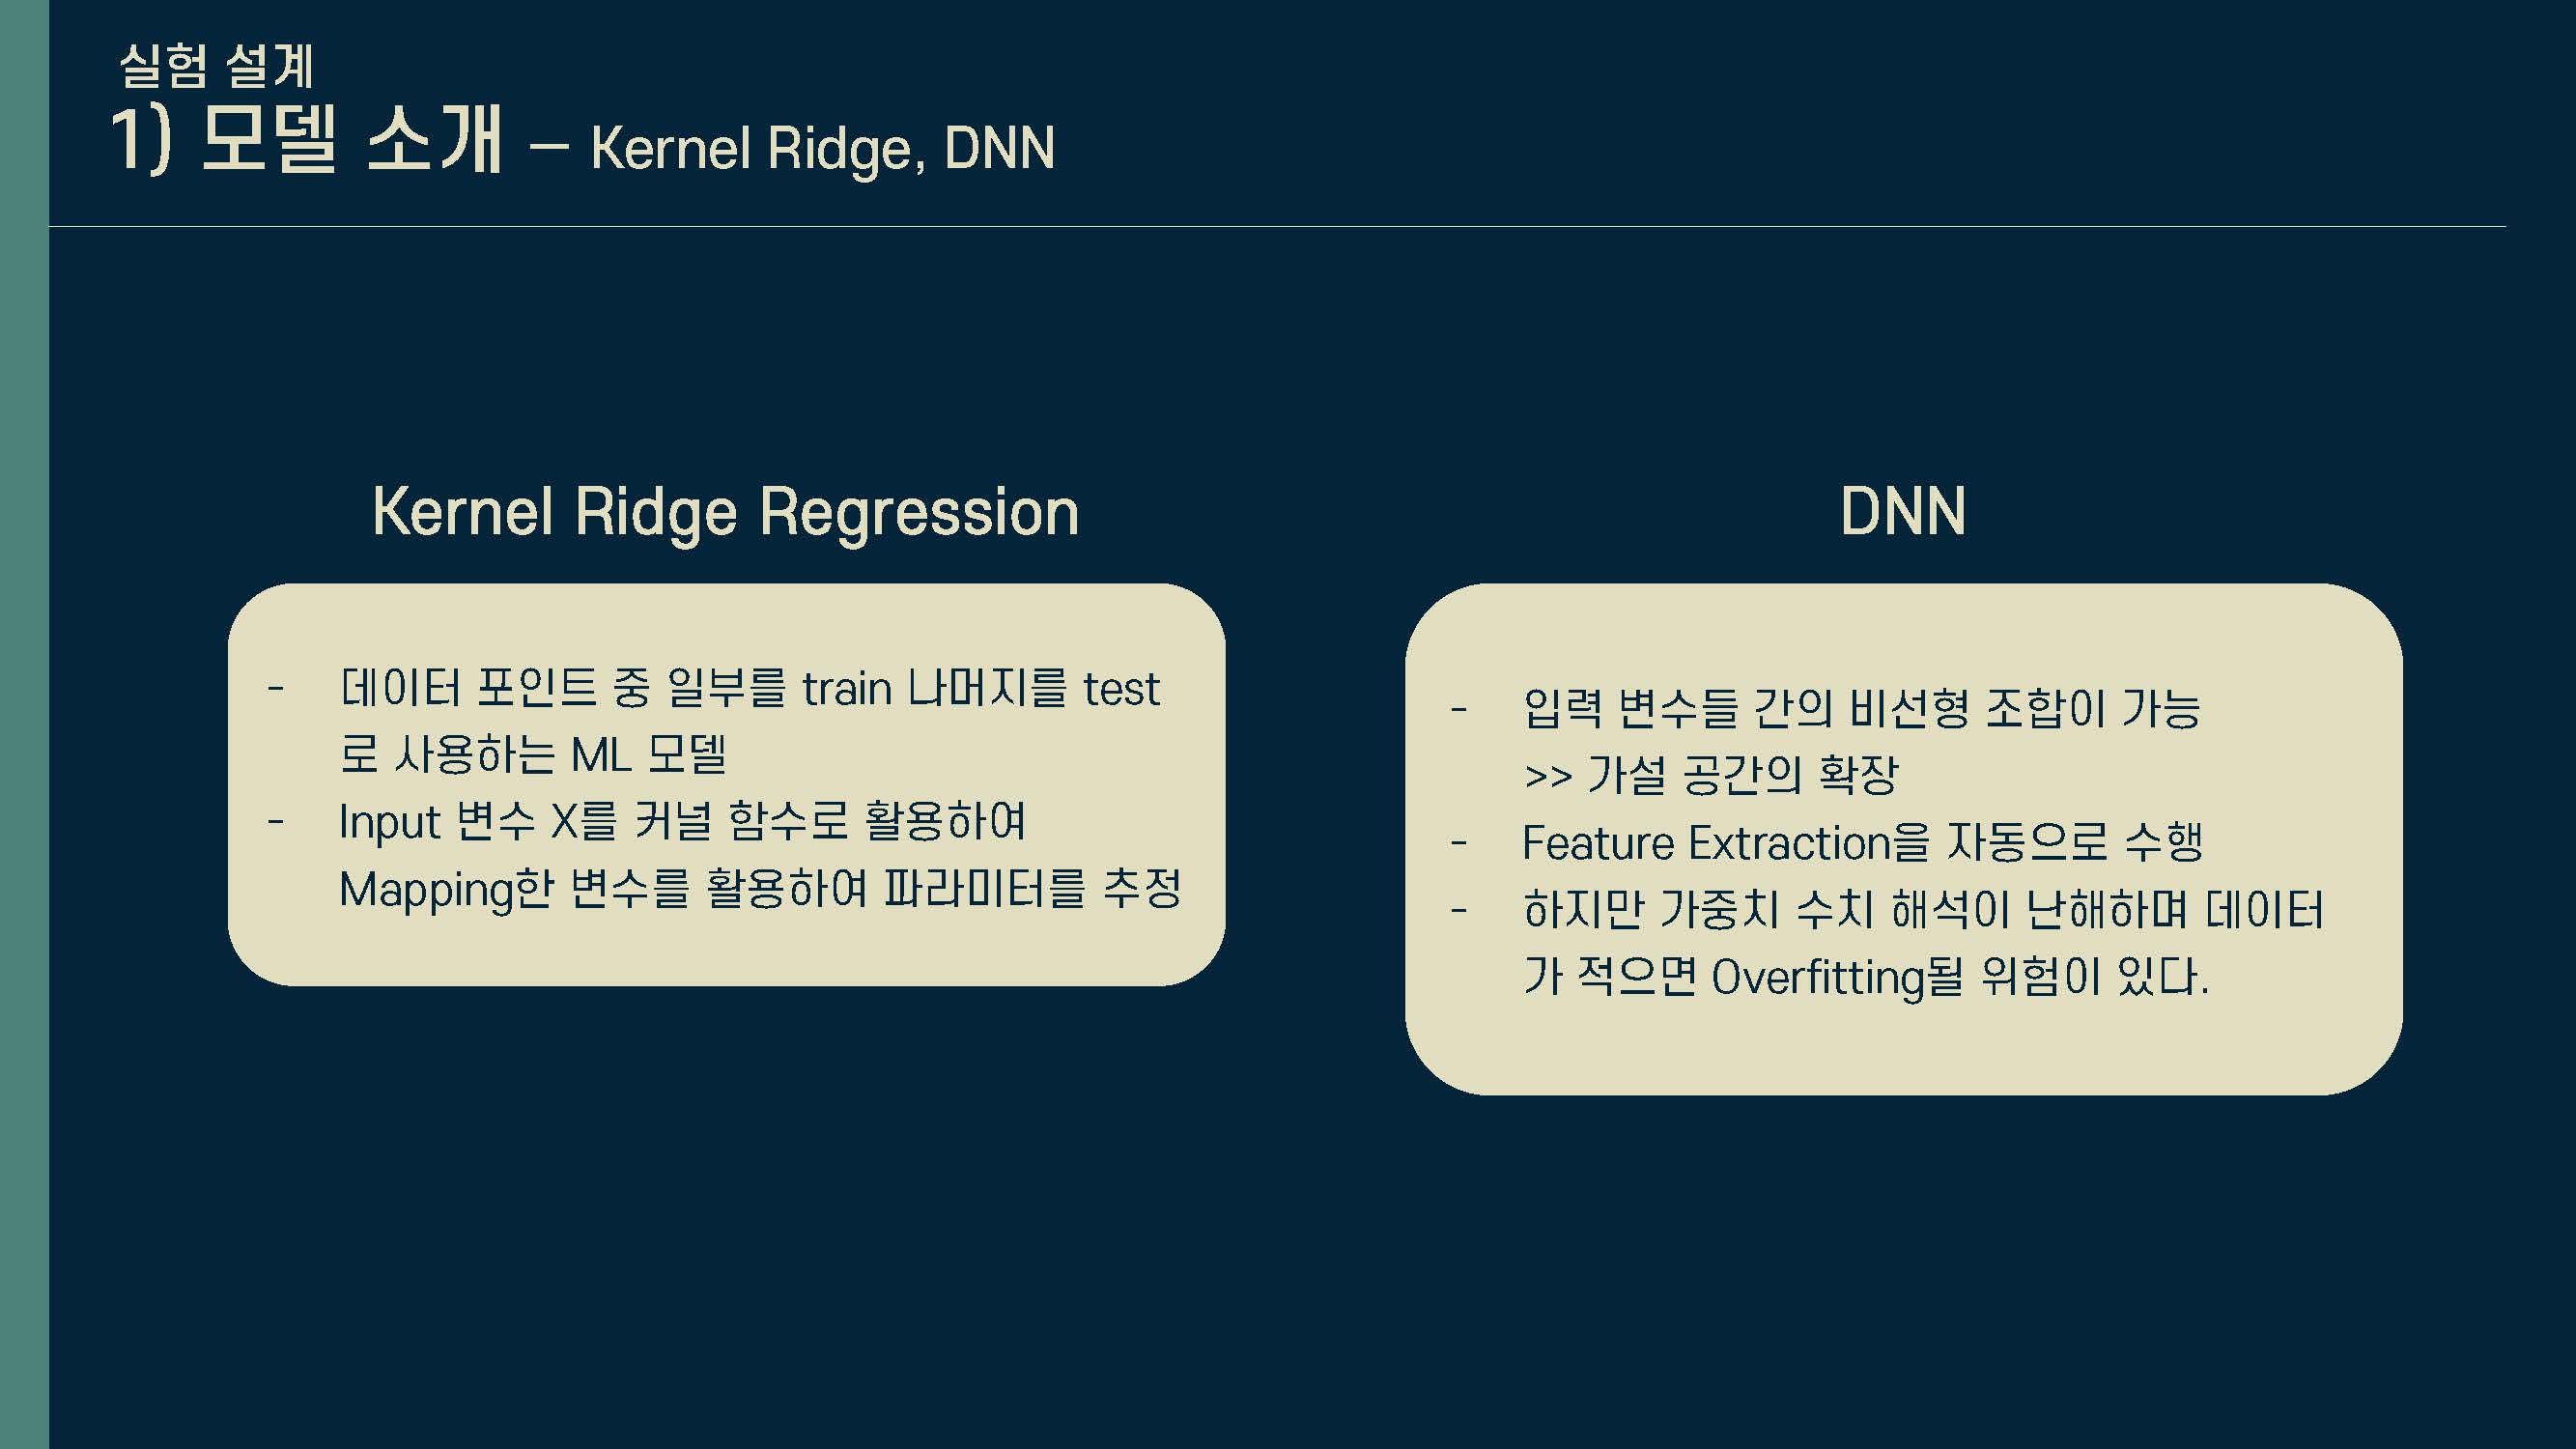 실험 설계
1) 모델 소개 – Kernel Ridge, DNN
Kernel Ridge Regression
- 데이터 포인트 중 일부를 train 나머지를 test
로 사용하는 ML 모델
- Input 변수 X를 커널 함수로 활용하여
Mapping한 변수를 활용하여 파라미터를 추정
DNN
- 입력 변수들 간의 비선형 조합이 가능
>> 가설 공간의 확장
- Feature Extraction을 자동으로 수행
- 하지만 가중치 수치 해석이 난해하며 데이터
가 적으면 Overfitting될 위험이 있다.